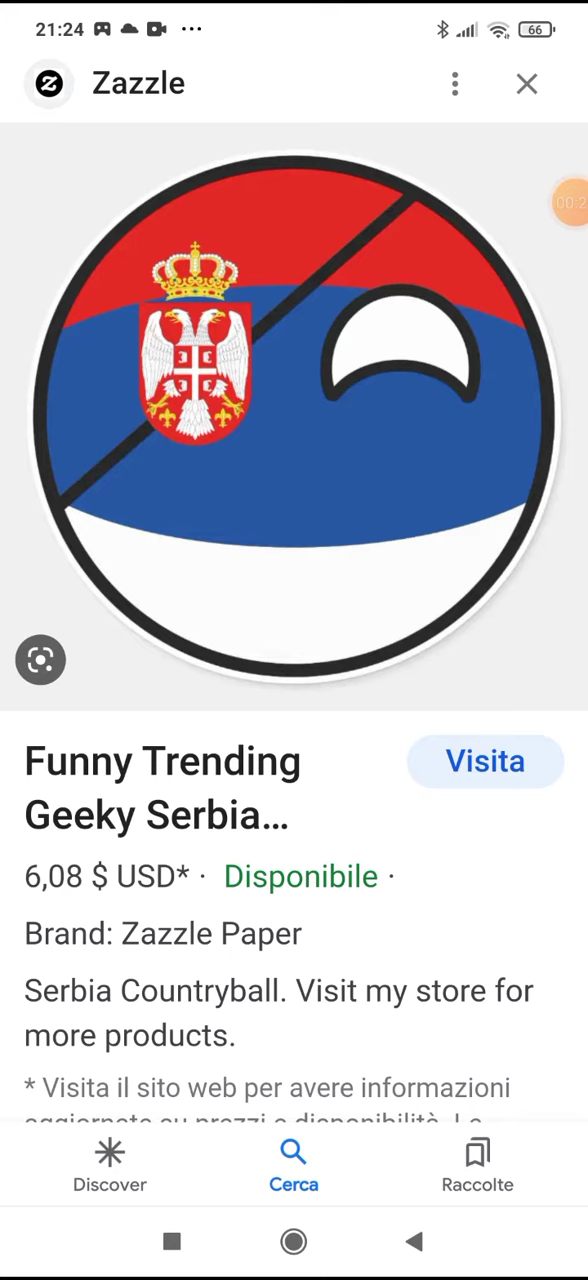 21:24
66
Zazzle
Funny Trending
Visita
Geeky Serbia...
6,08 $ USD* · Disponibile ·
Brand: Zazzle Paper
Serbia Countryball. Visit my store for
more products.
* Visita il sito web per avere informazioni
Discover
Cerca
Raccolte